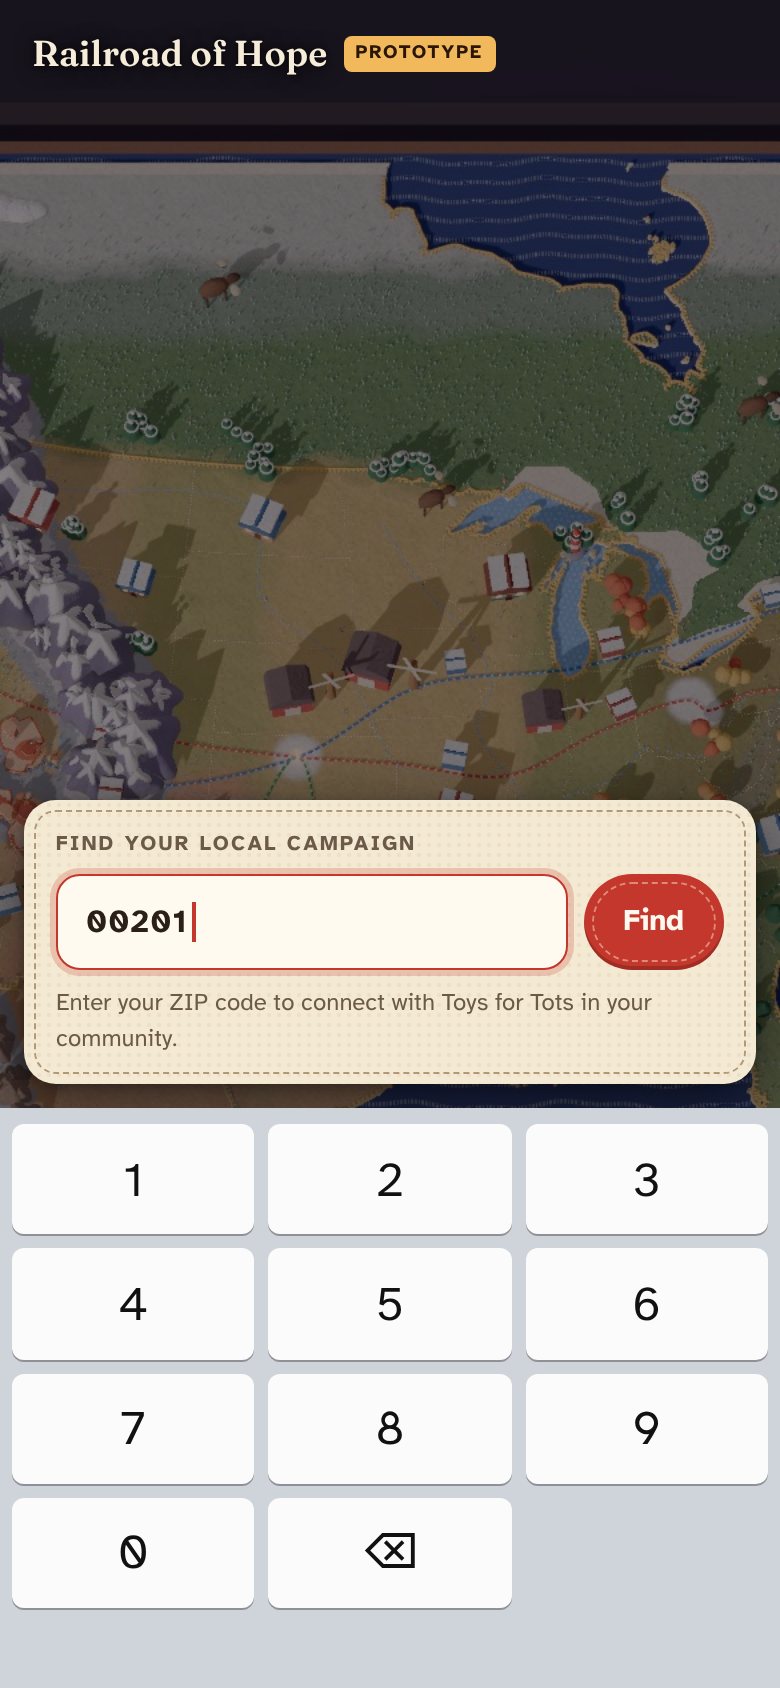 Railroad of Hope PROTOTYPE
FIND YOUR LOCAL CAMPAIGN
00201 Find
Enter your ZIP code to connect with Toys for Tots in your
community.
1 2 3
4 5 6
7 8 9
0